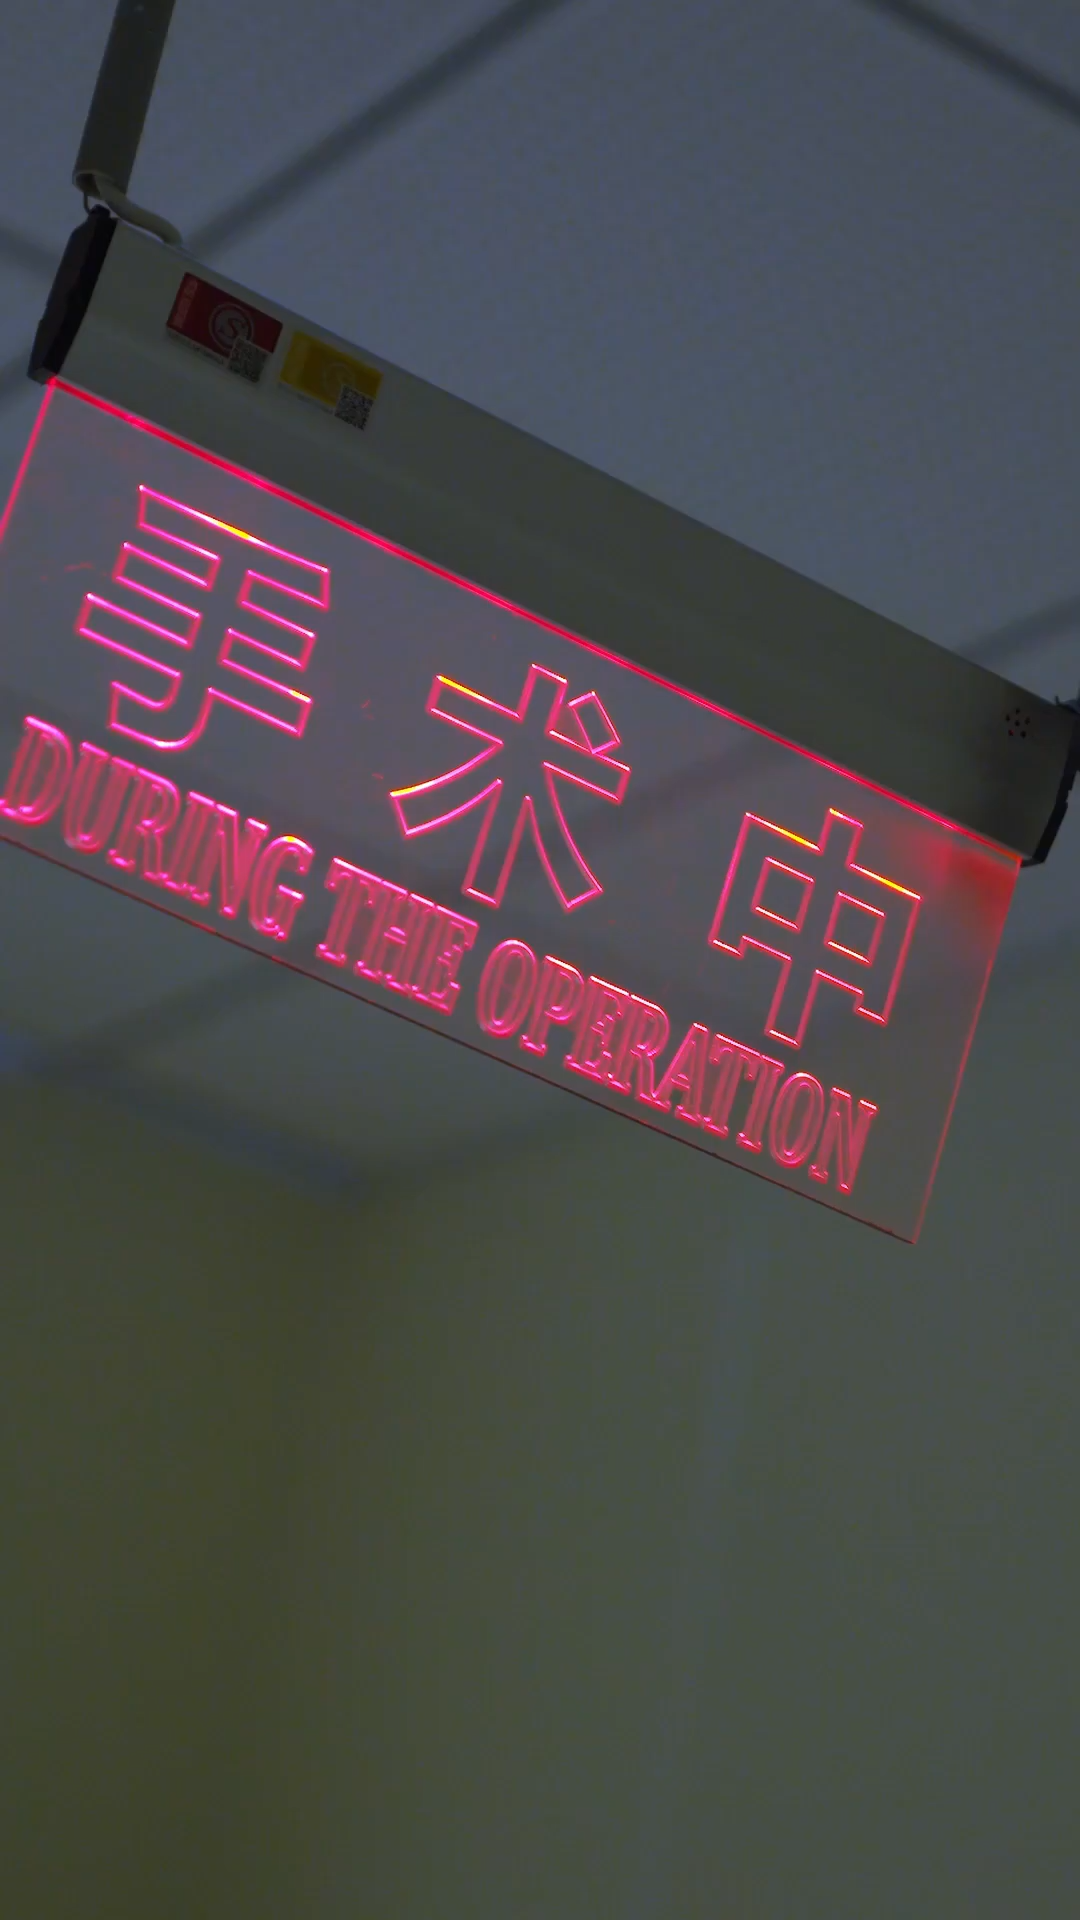 手术中
DURING THE OPERATION